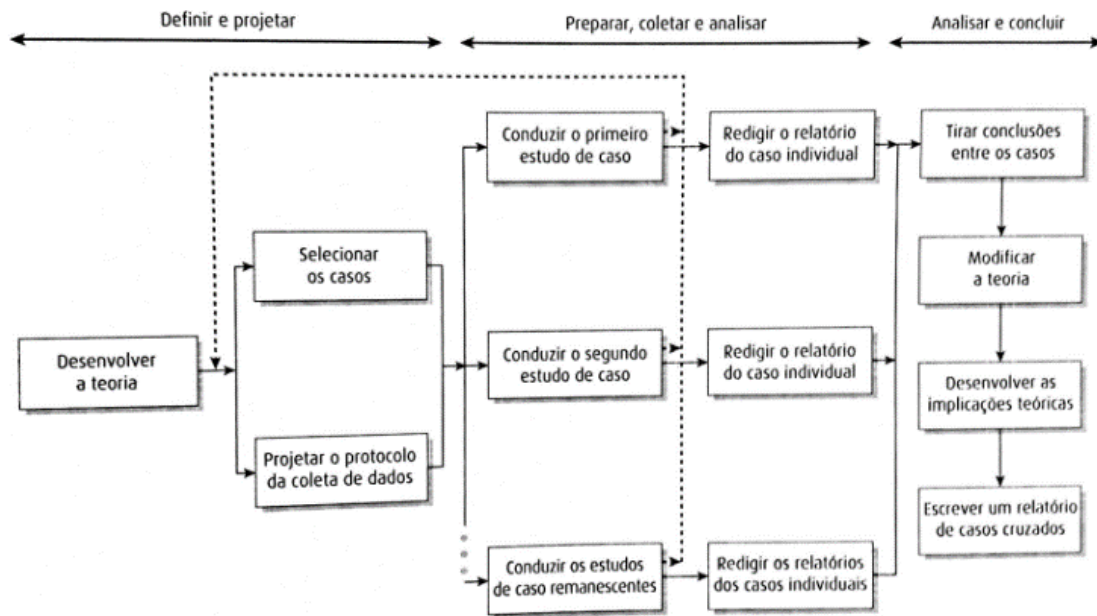 Definir e projetar
Preparar, coletar e analisar
Analisar e concluir
Conduzir o primeiro
estudo de caso
Redigir o relatório
do caso individual
Tirar conclusões
entre os casos
Selecionar
os casos
Modificar
a teoria
Desenvolver
a teoria
Conduzir o segundo
estudo de caso
Redigir o relatório
do caso individual
Desenvolver as
implicações teóricas
Projetar o protocolo
da coleta de dados
Escrever um relatório
de casos cruzados
Conduzir os estudos
de caso remanescentes
Redigir os relatórios
dos casos individuais